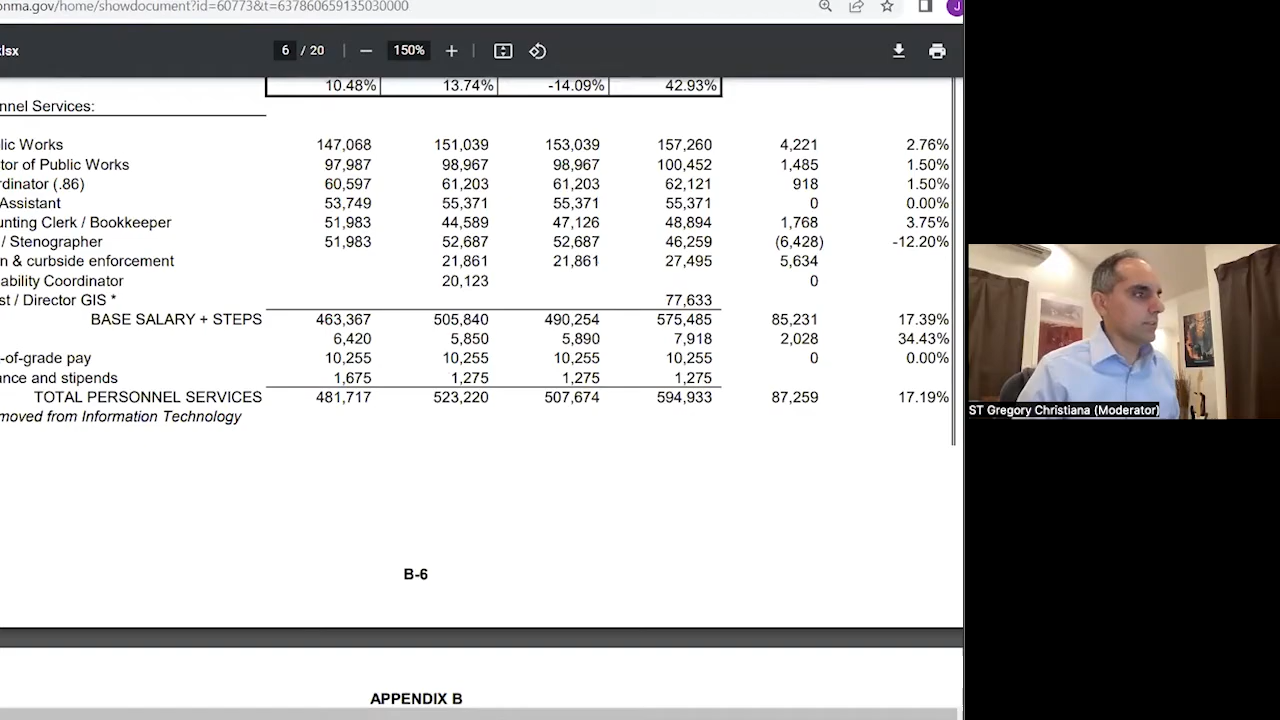 onma.gov/home/showdocument?id=60773&t=637860659135030000
lsx 6 / 20 150%
10.48% 13.74% -14.09% 42.93%
nnel Services:
lic Works 147,068 151,039 153,039 157,260 4,221 2.76%
tor of Public Works 97,987 98,967 98,967 100,452 1,485 1.50%
rdinator (.86) 60,597 61,203 61,203 62,121 918 1.50%
Assistant 53,749 55,371 55,371 55,371 0 0.00%
unting Clerk / Bookkeeper 51,983 44,589 47,126 48,894 1,768 3.75%
/ Stenographer 51,983 52,687 52,687 46,259 (6,428) -12.20%
n & curbside enforcement 21,861 21,861 27,495 5,634
ability Coordinator 20,123 0
st / Director GIS * 77,633
BASE SALARY + STEPS 463,367 505,840 490,254 575,485 85,231 17.39%
6,420 5,850 5,890 7,918 2,028 34.43%
-of-grade pay 10,255 10,255 10,255 10,255 0 0.00%
ance and stipends 1,675 1,275 1,275 1,275
TOTAL PERSONNEL SERVICES 481,717 523,220 507,674 594,933 87,259 17.19%
moved from Information Technology
B-6
APPENDIX B
J
ST Gregory Christiana (Moderator)